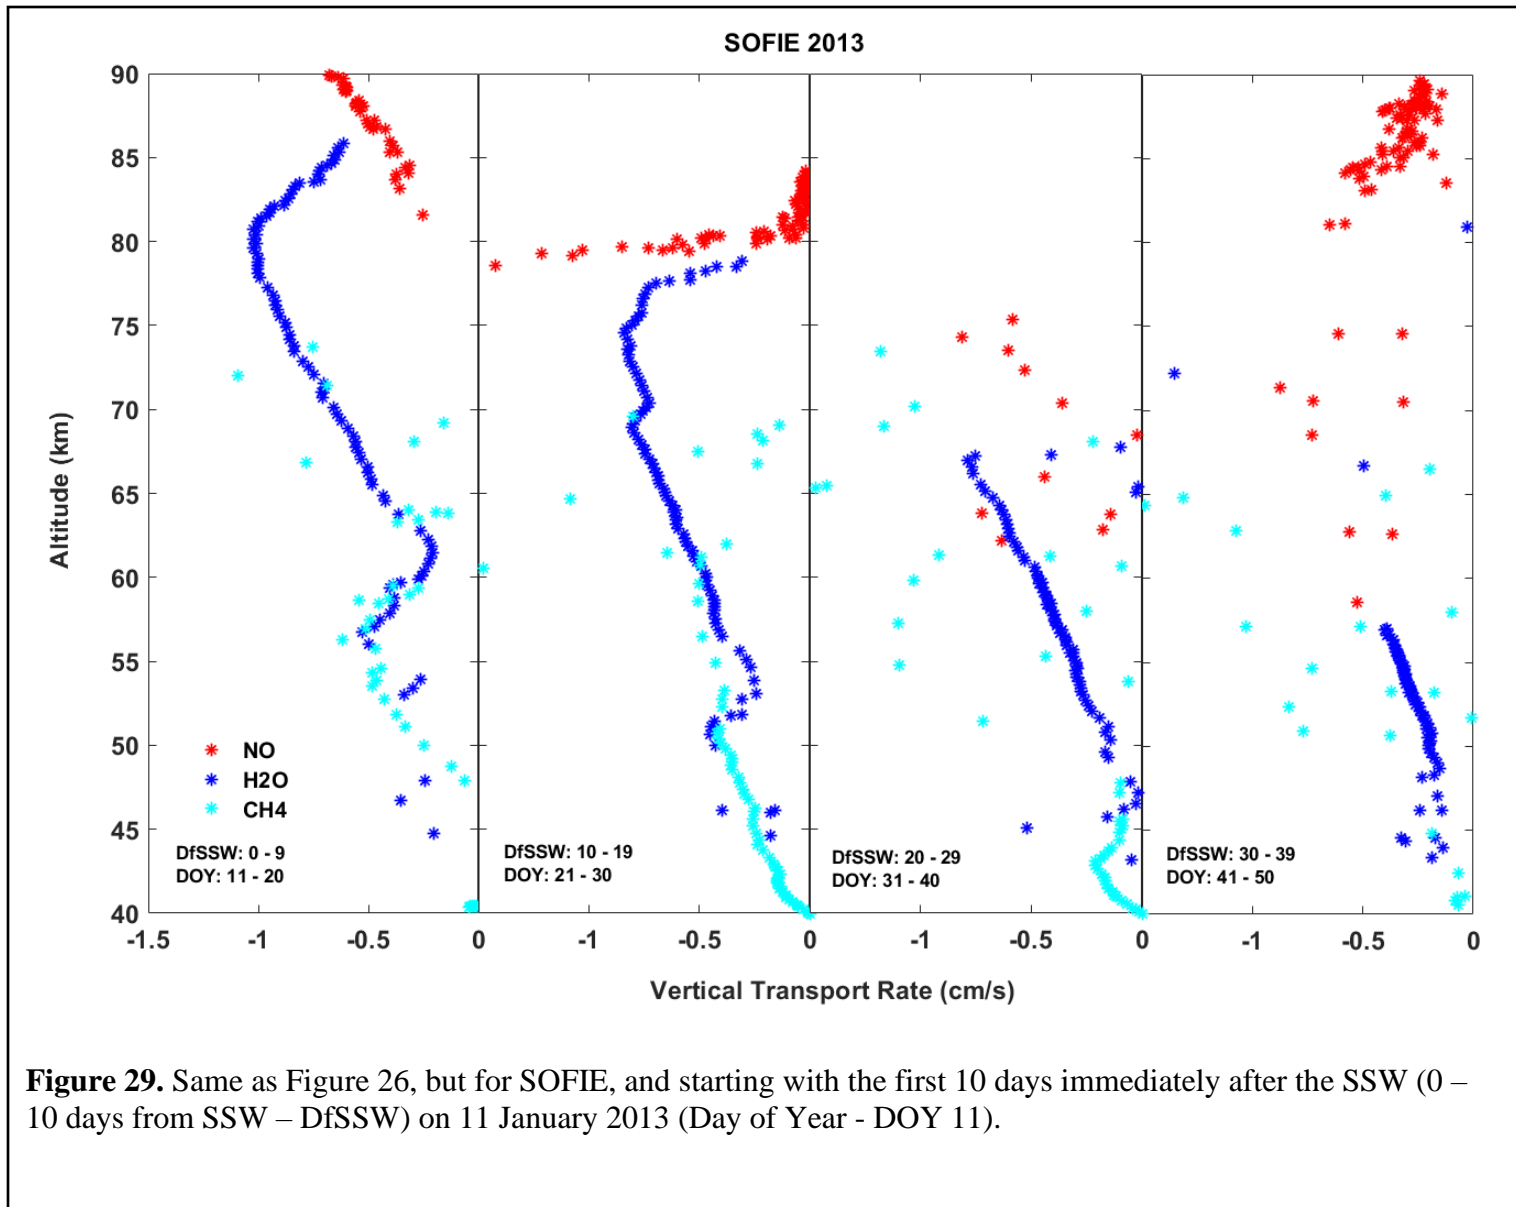 SOFIE 2013
90
85
80
75
70
65
60
55
50
45
40
Altitude (km)
NO
H2O
CH4
DfSSW: 0 - 9
DOY: 11 - 20
DfSSW: 10 - 19
DOY: 21 - 30
DfSSW: 20 - 29
DOY: 31 - 40
DfSSW: 30 - 39
DOY: 41 - 50
-1.5 -1 -0.5 0 -1 -0.5 0 -1 -0.5 0 -1 -0.5 0
Vertical Transport Rate (cm/s)
Figure 29. Same as Figure 26, but for SOFIE, and starting with the first 10 days immediately after the SSW (0 –
10 days from SSW – DfSSW) on 11 January 2013 (Day of Year - DOY 11).